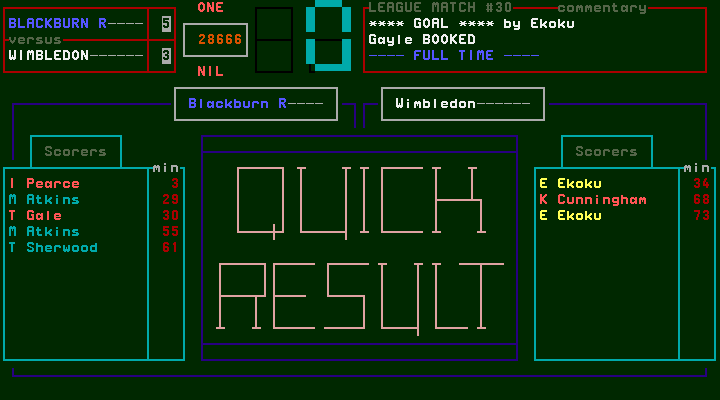 BLACKBURN R---- 5
versus
WIMBLEDON------ 3
ONE
28666
NIL
0
LEAGUE MATCH #30 commentary
**** GOAL **** by Ekoku
Gayle BOOKED
---- FULL TIME ----
Blackburn R----
Wimbledon------
Scorers
min
I Pearce 3
M Atkins 29
T Gale 30
M Atkins 55
T Sherwood 61
QUICK
RESULT
Scorers
min
E Ekoku 34
K Cunningham 68
E Ekoku 73